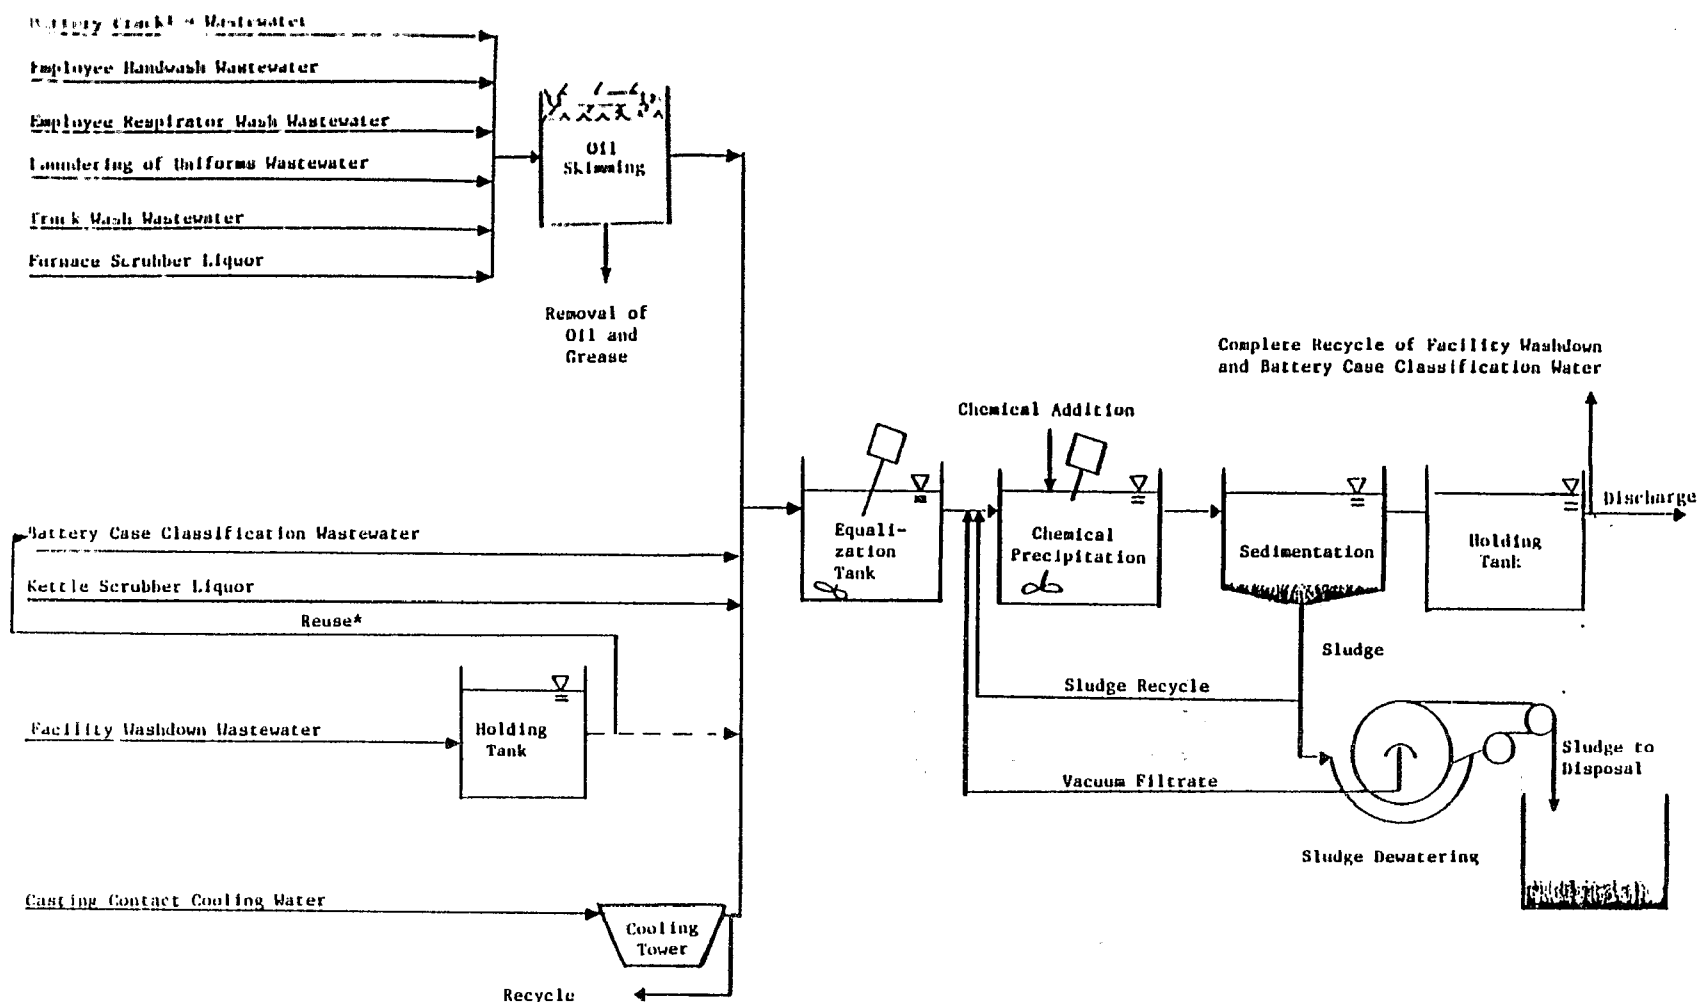 Battery Wastewater
Employee Handwash Wastewater
Employee Respirator Wash Wastewater
Laundering of Uniforms Wastewater
Truck Wash Wastewater
Furnace Scrubber Liquor
Oil
Skimming
Removal of
Oil and
Grease
Complete Recycle of Facility Washdown
and Battery Case Classification Water
Chemical Addition
Equali-
zation
Tank
Chemical
Precipitation
Sedimentation
Holding
Tank
Discharge
Battery Case Classification Wastewater
Kettle Scrubber Liquor
Reuse*
Sludge
Sludge Recycle
Facility Washdown Wastewater
Holding
Tank
Vacuum Filtrate
Sludge to
Disposal
Sludge Dewatering
Casting Contact Cooling Water
Cooling
Tower
Recycle